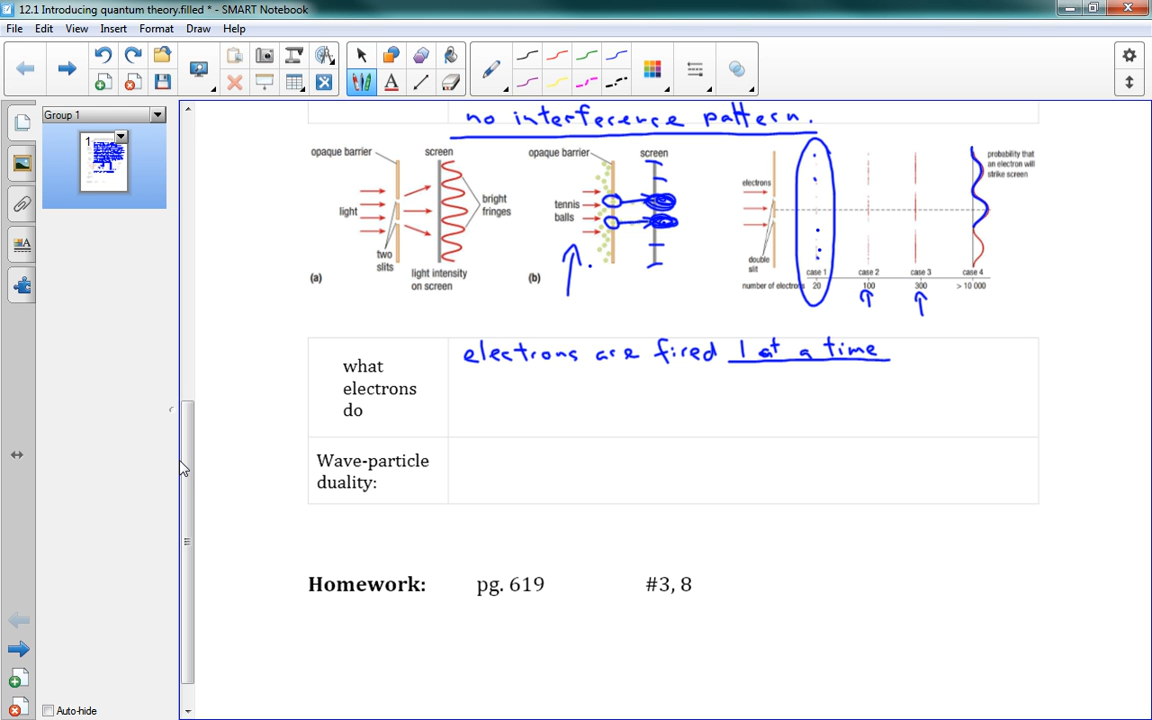 12.1 Introducing quantum theory.filled * - SMART Notebook
File Edit View Insert Format Draw Help
Group 1
1
no interference pattern.
opaque barrier screen opaque barrier screen
probability that
an electron will
strike screen
electrons
light
bright
fringes
tennis
balls
two
slits
double
slit
light intensity
on screen
(a) (b)
case 1 case 2 case 3 case 4
number of electrons 20 100 300 > 10 000
what
electrons
do
electrons are fired 1 at a time
Wave-particle
duality:
Homework: pg. 619 #3, 8
Auto-hide